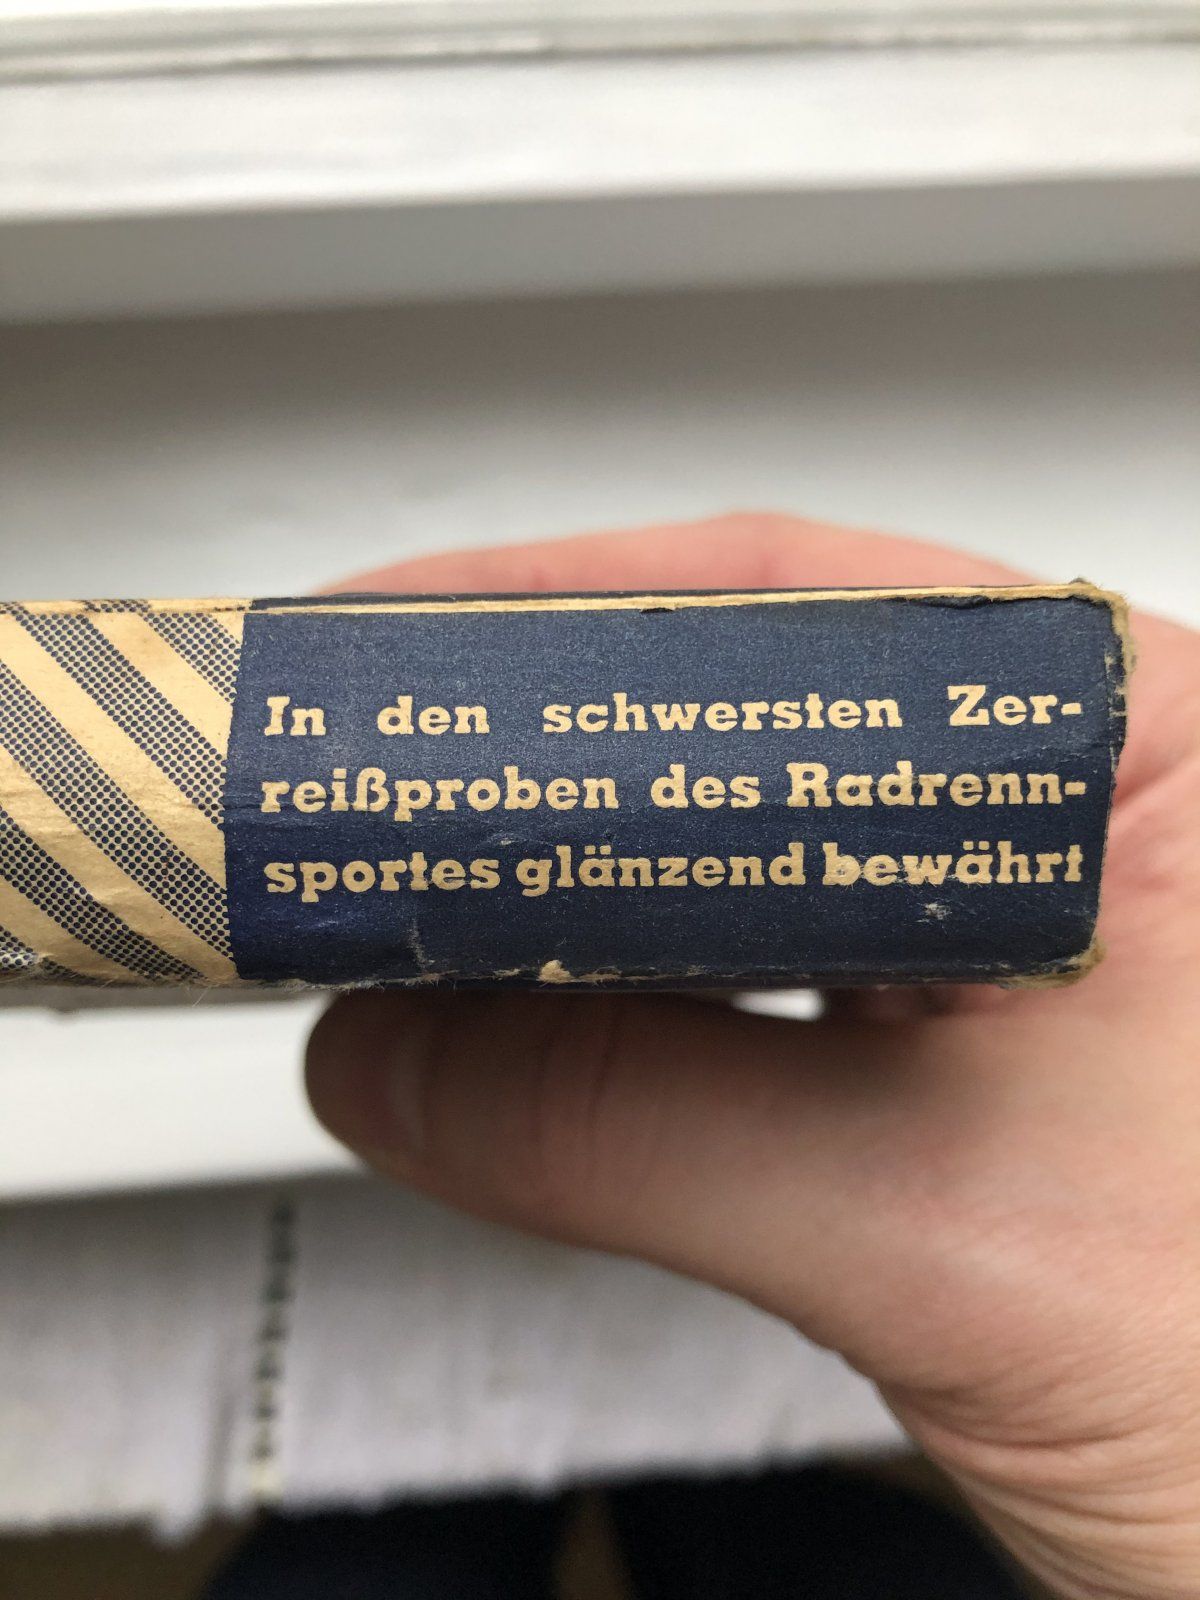 In den schwersten Zer-
reißproben des Radrenn-
sportes glänzend bewährt